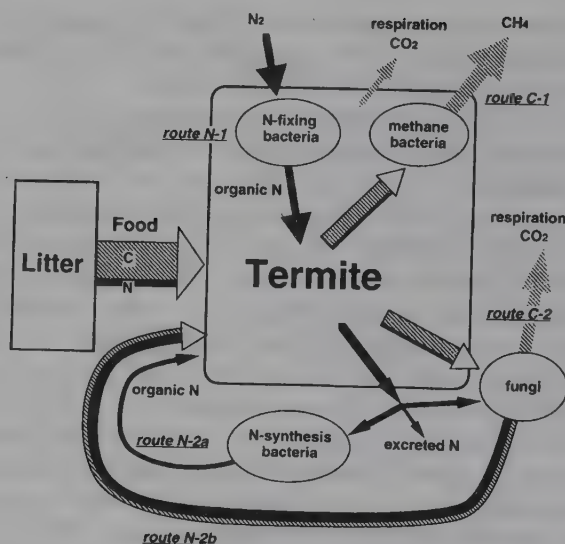 N2
respiration
CO2
CH4
route C-1
route N-1
N-fixing
bacteria
methane
bacteria
organic N
respiration
CO2
Food
Litter
C
N
Termite
route C-2
organic N
fungi
route N-2a
N-synthesis
bacteria
excreted N
route N-2b